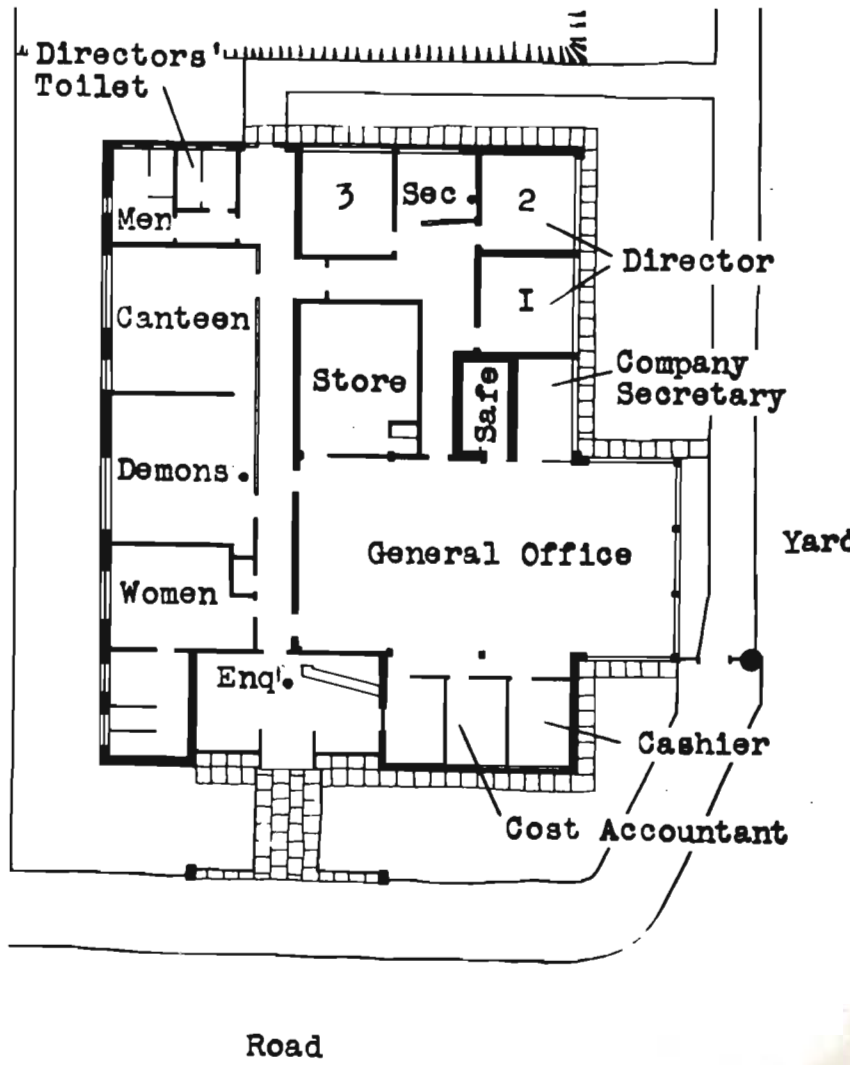 Directors'
Toilet
Men
3
Sec.
2
Director
Canteen
1
Store
Safe
Company
Secretary
Demons.
General Office
Yard
Women
Enq'.
Cashier
Cost Accountant
Road